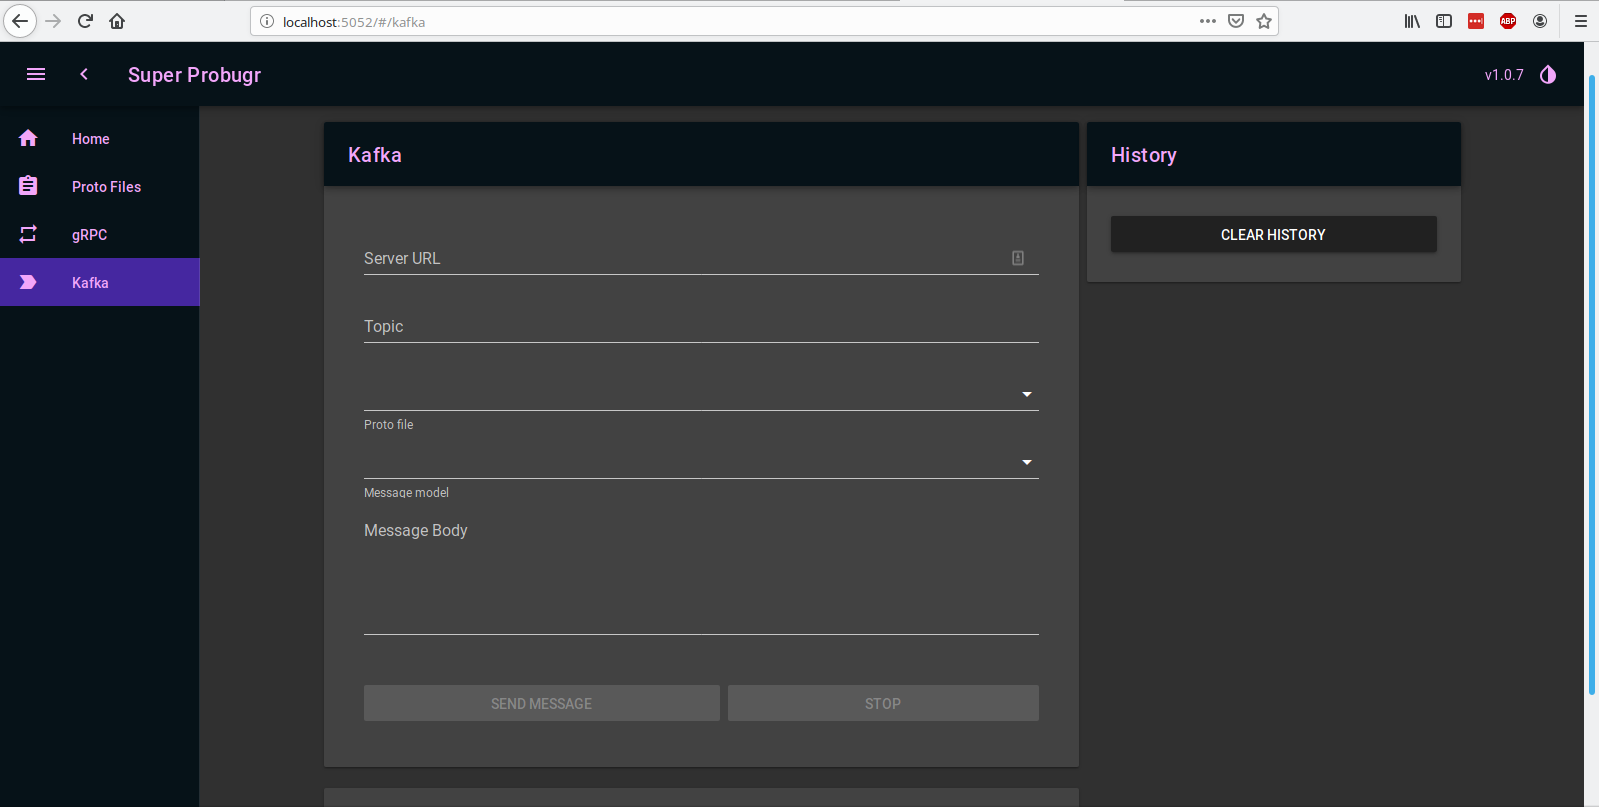 localhost:5052/#/kafka
ABP
Super Probugr
v1.0.7
Home
Proto Files
gRPC
Kafka
Kafka
Server URL
Topic
Proto file
Message model
Message Body
SEND MESSAGE
STOP
History
CLEAR HISTORY